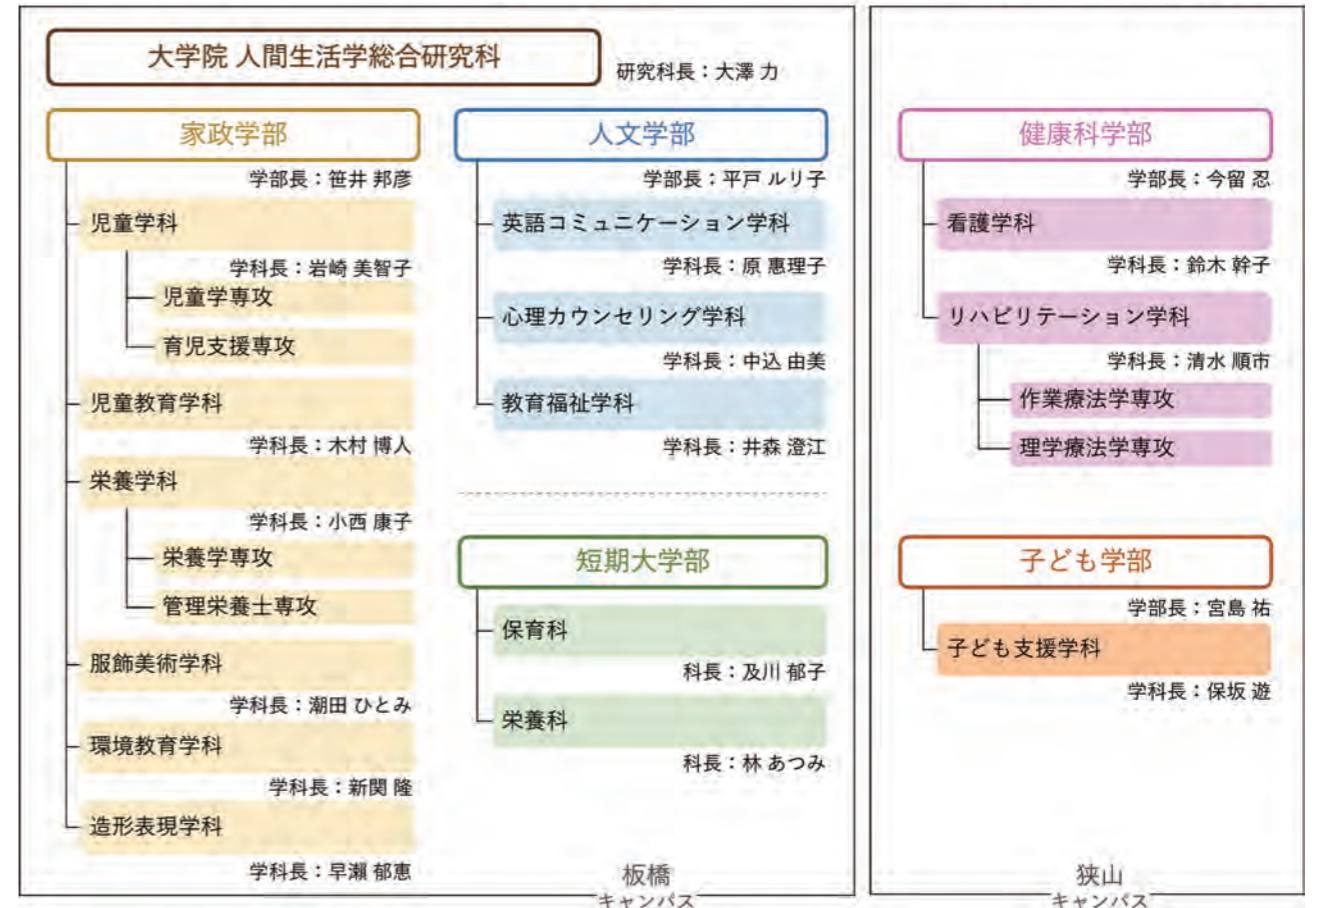 大学院 人間生活学総合研究科
研究科長：大澤 力
家政学部
学部長：笹井 邦彦
児童学科
学科長：岩崎 美智子
児童学専攻
育児支援専攻
児童教育学科
学科長：木村 博人
栄養学科
学科長：小西 康子
栄養学専攻
管理栄養士専攻
服飾美術学科
学科長：潮田 ひとみ
環境教育学科
学科長：新関 隆
造形表現学科
学科長：早瀬 郁恵
人文学部
学部長：平戸 ルリ子
英語コミュニケーション学科
学科長：原 惠理子
心理カウンセリング学科
学科長：中込 由美
教育福祉学科
学科長：井森 澄江
短期大学部
保育科
科長：及川 郁子
栄養科
科長：林 あつみ
板橋
キャンパス
健康科学部
学部長：今留 忍
看護学科
学科長：鈴木 幹子
リハビリテーション学科
学科長：清水 順市
作業療法学専攻
理学療法学専攻
子ども学部
学部長：宮島 祐
子ども支援学科
学科長：保坂 遊
狭山
キャンパス